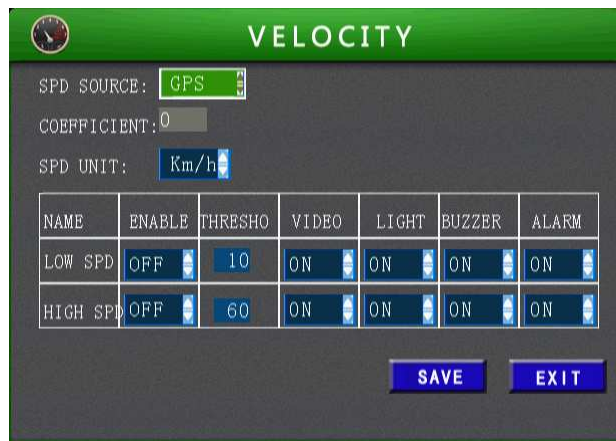 VELOCITY
SPD SOURCE: GPS
COEFFICIENT: 0
SPD UNIT: Km/h
NAME ENABLE THRESHO VIDEO LIGHT BUZZER ALARM
LOW SPD OFF 10 ON ON ON ON
HIGH SPD OFF 60 ON ON ON ON
SAVE EXIT